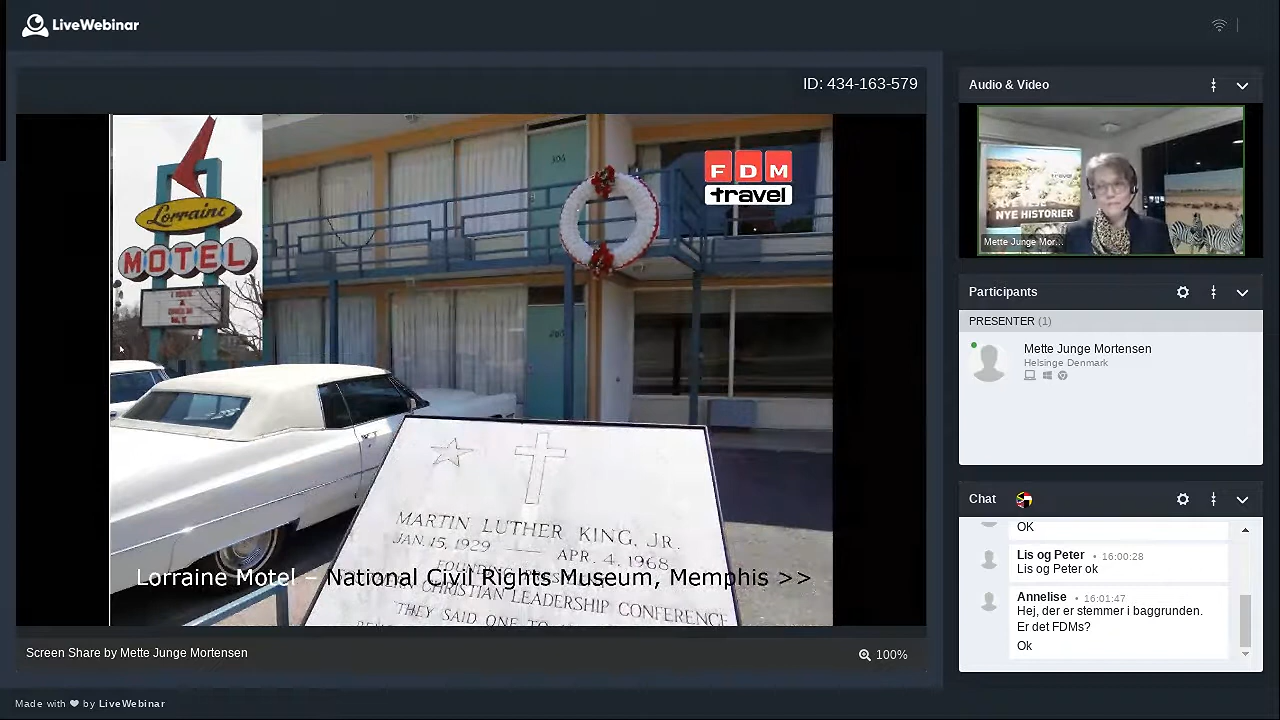 LiveWebinar
ID: 434-163-579
Lorraine
MOTEL
306
FDM
travel
MARTIN LUTHER KING, JR.
JAN. 15, 1929 — APR. 4, 1968
CHRISTIAN LEADERSHIP CONFERENCE
THEY SAID ONE TO
Lorraine Motel – National Civil Rights Museum, Memphis >>
Screen Share by Mette Junge Mortensen
100%
Made with ❤ by LiveWebinar
Audio & Video
travel
NYE HISTORIER
Mette Junge Mor...
Participants
PRESENTER (1)
Mette Junge Mortensen
Helsinge Denmark
Chat
OK
Lis og Peter • 16:00:28
Lis og Peter ok
Annelise • 16:01:47
Hej, der er stemmer i baggrunden.
Er det FDMs?
Ok